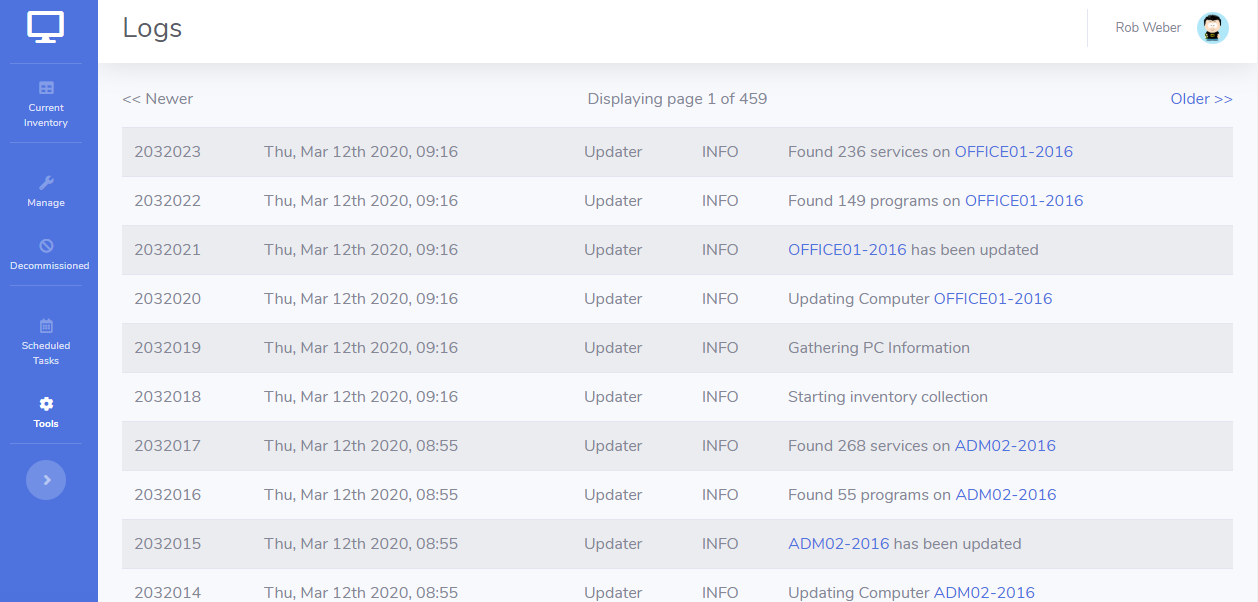 Logs
Rob Weber
Current
Inventory
Manage
Decommissioned
Scheduled
Tasks
Tools
<< Newer Displaying page 1 of 459 Older >>
2032023 Thu, Mar 12th 2020, 09:16 Updater INFO Found 236 services on OFFICE01-2016
2032022 Thu, Mar 12th 2020, 09:16 Updater INFO Found 149 programs on OFFICE01-2016
2032021 Thu, Mar 12th 2020, 09:16 Updater INFO OFFICE01-2016 has been updated
2032020 Thu, Mar 12th 2020, 09:16 Updater INFO Updating Computer OFFICE01-2016
2032019 Thu, Mar 12th 2020, 09:16 Updater INFO Gathering PC Information
2032018 Thu, Mar 12th 2020, 09:16 Updater INFO Starting inventory collection
2032017 Thu, Mar 12th 2020, 08:55 Updater INFO Found 268 services on ADM02-2016
2032016 Thu, Mar 12th 2020, 08:55 Updater INFO Found 55 programs on ADM02-2016
2032015 Thu, Mar 12th 2020, 08:55 Updater INFO ADM02-2016 has been updated
2032014 Thu, Mar 12th 2020, 08:55 Updater INFO Updating Computer ADM02-2016